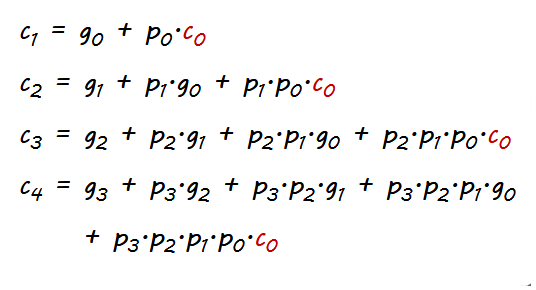 c₁ = g₀ + p₀·c₀
c₂ = g₁ + p₁·g₀ + p₁·p₀·c₀
c₃ = g₂ + p₂·g₁ + p₂·p₁·g₀ + p₂·p₁·p₀·c₀
c₄ = g₃ + p₃·g₂ + p₃·p₂·g₁ + p₃·p₂·p₁·g₀
+ p₃·p₂·p₁·p₀·c₀